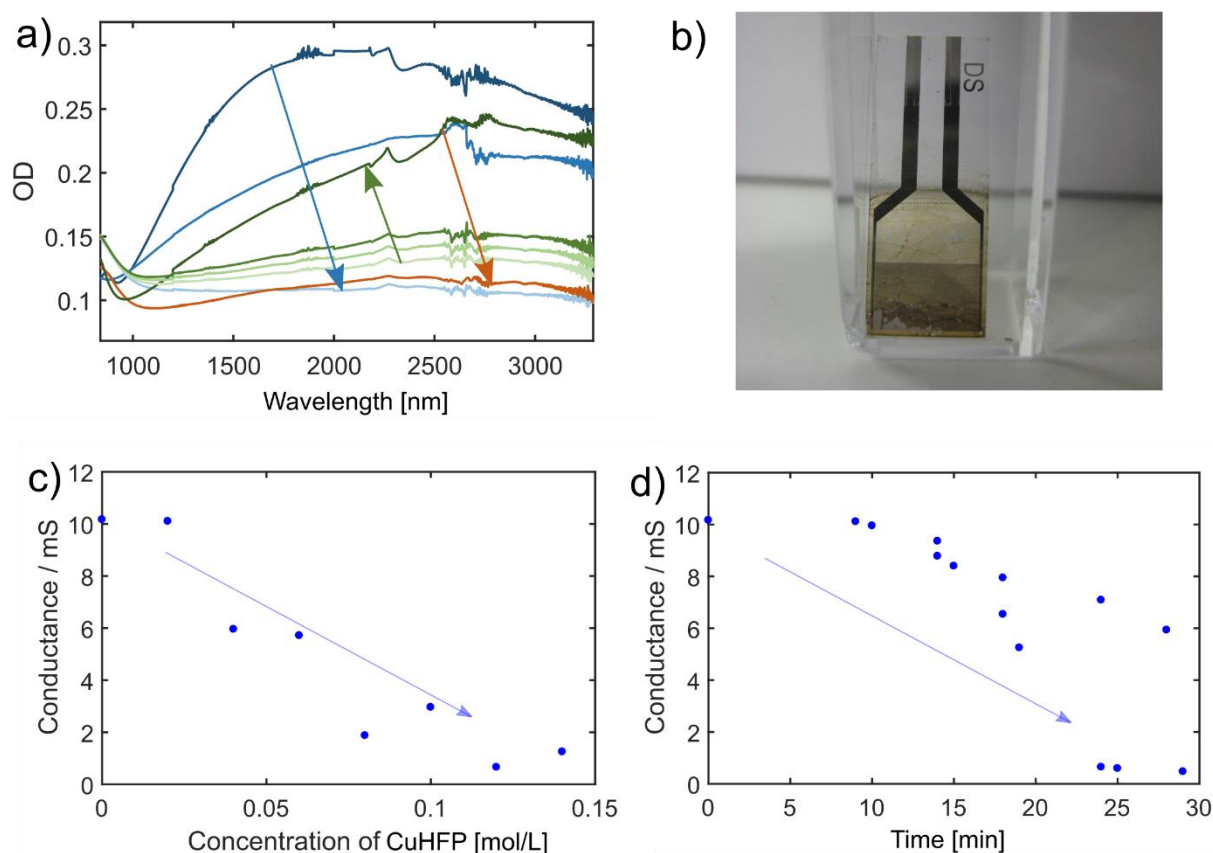 a)
0.3
0.25
0.2
0.15
0.1
OD
1000 1500 2000 2500 3000
Wavelength [nm]
b)
DS
c)
12
10
8
6
4
2
0
Conductance / mS
0 0.05 0.1 0.15
Concentration of CuHFP [mol/L]
d)
12
10
8
6
4
2
0
Conductance / mS
0 5 10 15 20 25 30
Time [min]